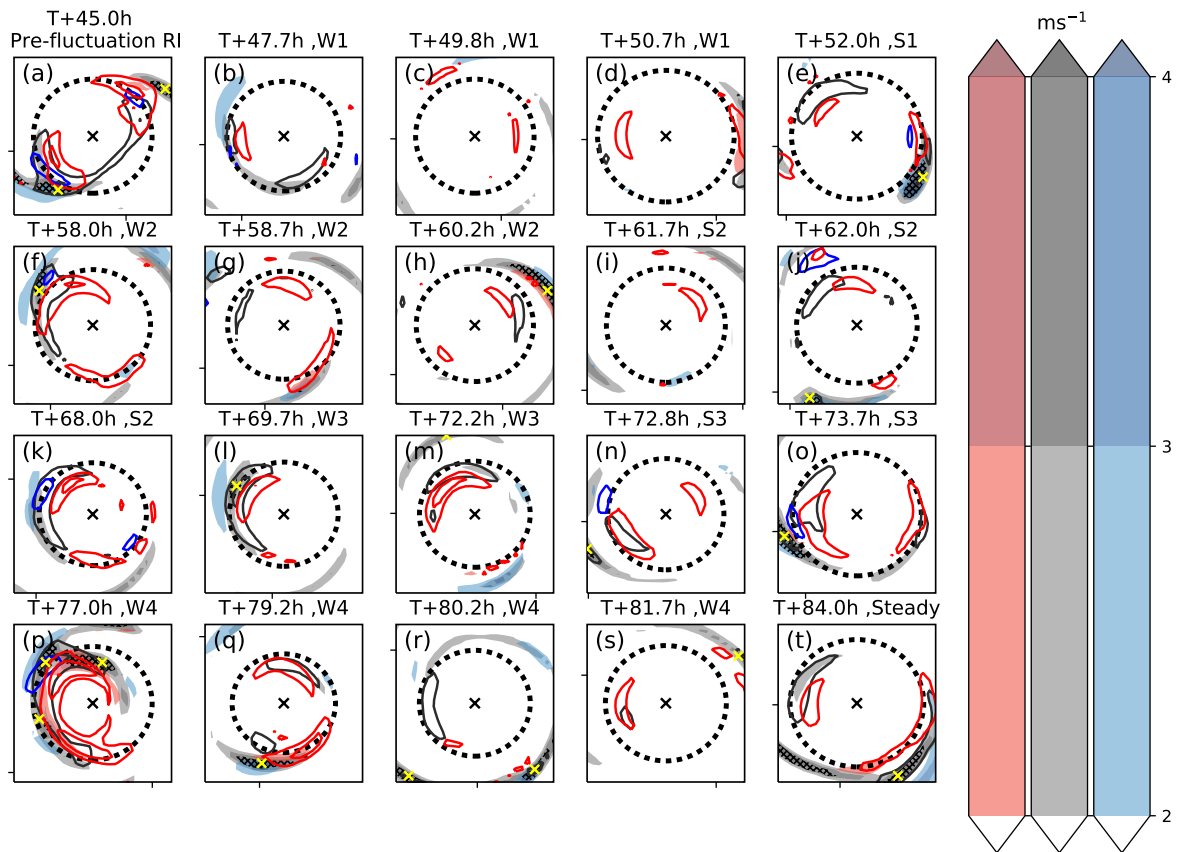 T+45.0h
Pre-fluctuation RI
T+47.7h ,W1
T+49.8h ,W1
T+50.7h ,W1
T+52.0h ,S1
ms⁻¹
(a)
(b)
(c)
(d)
(e)
4
T+58.0h ,W2
T+58.7h ,W2
T+60.2h ,W2
T+61.7h ,S2
T+62.0h ,S2
(f)
(g)
(h)
(i)
(j)
T+68.0h ,S2
T+69.7h ,W3
T+72.2h ,W3
T+72.8h ,S3
T+73.7h ,S3
3
(k)
(l)
(m)
(n)
(o)
T+77.0h ,W4
T+79.2h ,W4
T+80.2h ,W4
T+81.7h ,W4
T+84.0h ,Steady
(p)
(q)
(r)
(s)
(t)
2